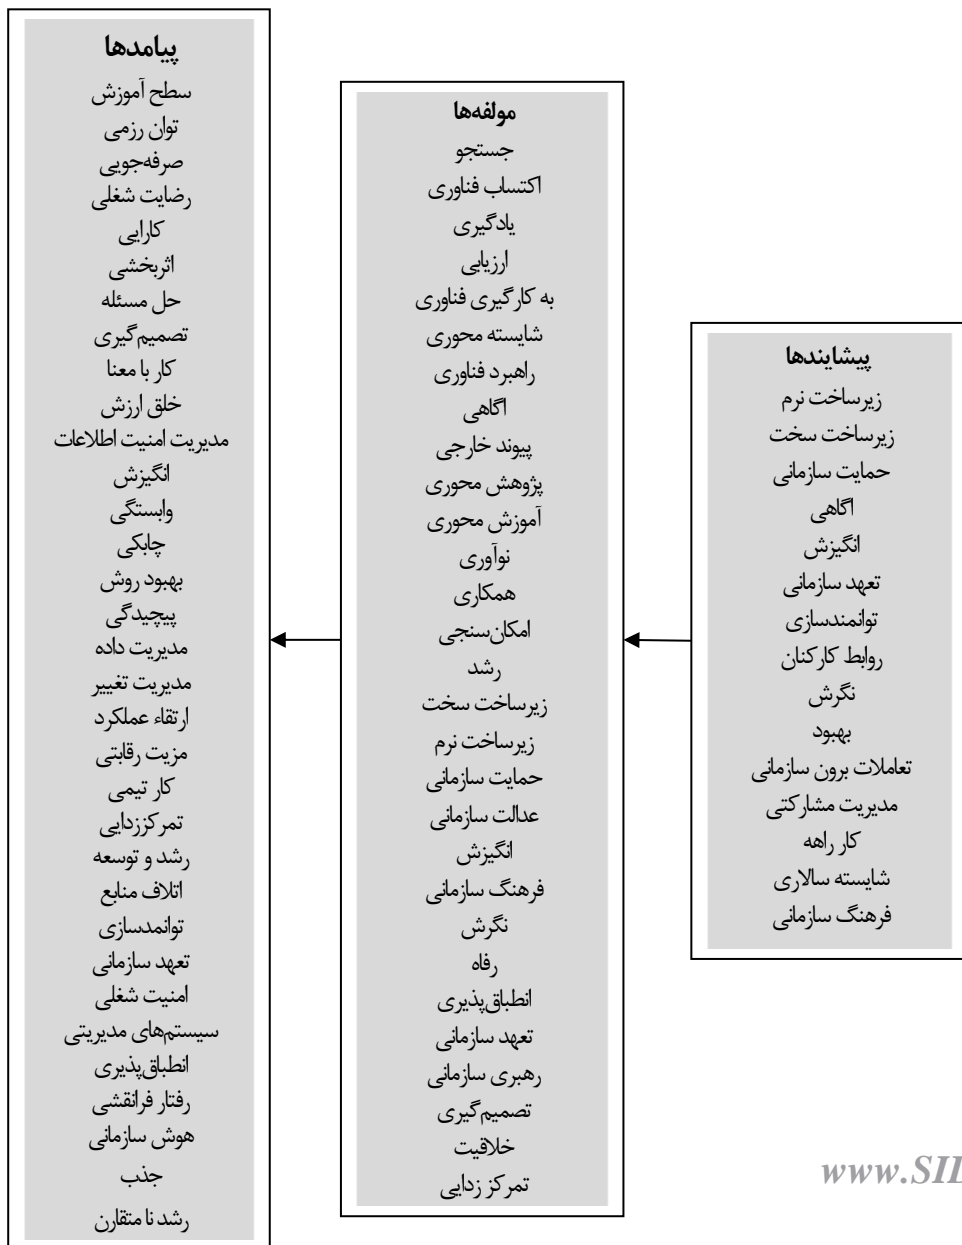 پیشایندها
زیرساخت نرم
زیرساخت سخت
حمایت سازمانی
آگاهی
انگیزش
تعهد سازمانی
توانمندسازی
روابط کارکنان
نگرش
بهبود
تعاملات برون سازمانی
مدیریت مشارکتی
کار راهه
شایسته سالاری
فرهنگ سازمانی
مولفه‌ها
جستجو
اکتساب فناوری
یادگیری
ارزیابی
به کارگیری فناوری
شایسته محوری
راهبرد فناوری
آگاهی
پیوند خارجی
پژوهش محوری
آموزش محوری
نوآوری
همکاری
امکان‌سنجی
رشد
زیرساخت سخت
زیرساخت نرم
حمایت سازمانی
عدالت سازمانی
انگیزش
فرهنگ سازمانی
نگرش
رفاه
انطباق‌پذیری
تعهد سازمانی
رهبری سازمانی
تصمیم‌گیری
خلاقیت
تمرکز زدایی
پیامدها
سطح آموزش
توان رزمی
صرفه‌جویی
رضایت شغلی
کارایی
اثربخشی
حل مسئله
تصمیم‌گیری
کار با معنا
خلق ارزش
مدیریت امنیت اطلاعات
انگیزش
وابستگی
چابکی
بهبود روش
پیچیدگی
مدیریت داده
مدیریت تغییر
ارتقاء عملکرد
مزیت رقابتی
کار تیمی
تمرکززدایی
رشد و توسعه
اتلاف منابع
توانمدسازی
تعهد سازمانی
امنیت شغلی
سیستم‌های مدیریتی
انطباق‌پذیری
رفتار فرانقشی
هوش سازمانی
جذب
رشد نا متقارن